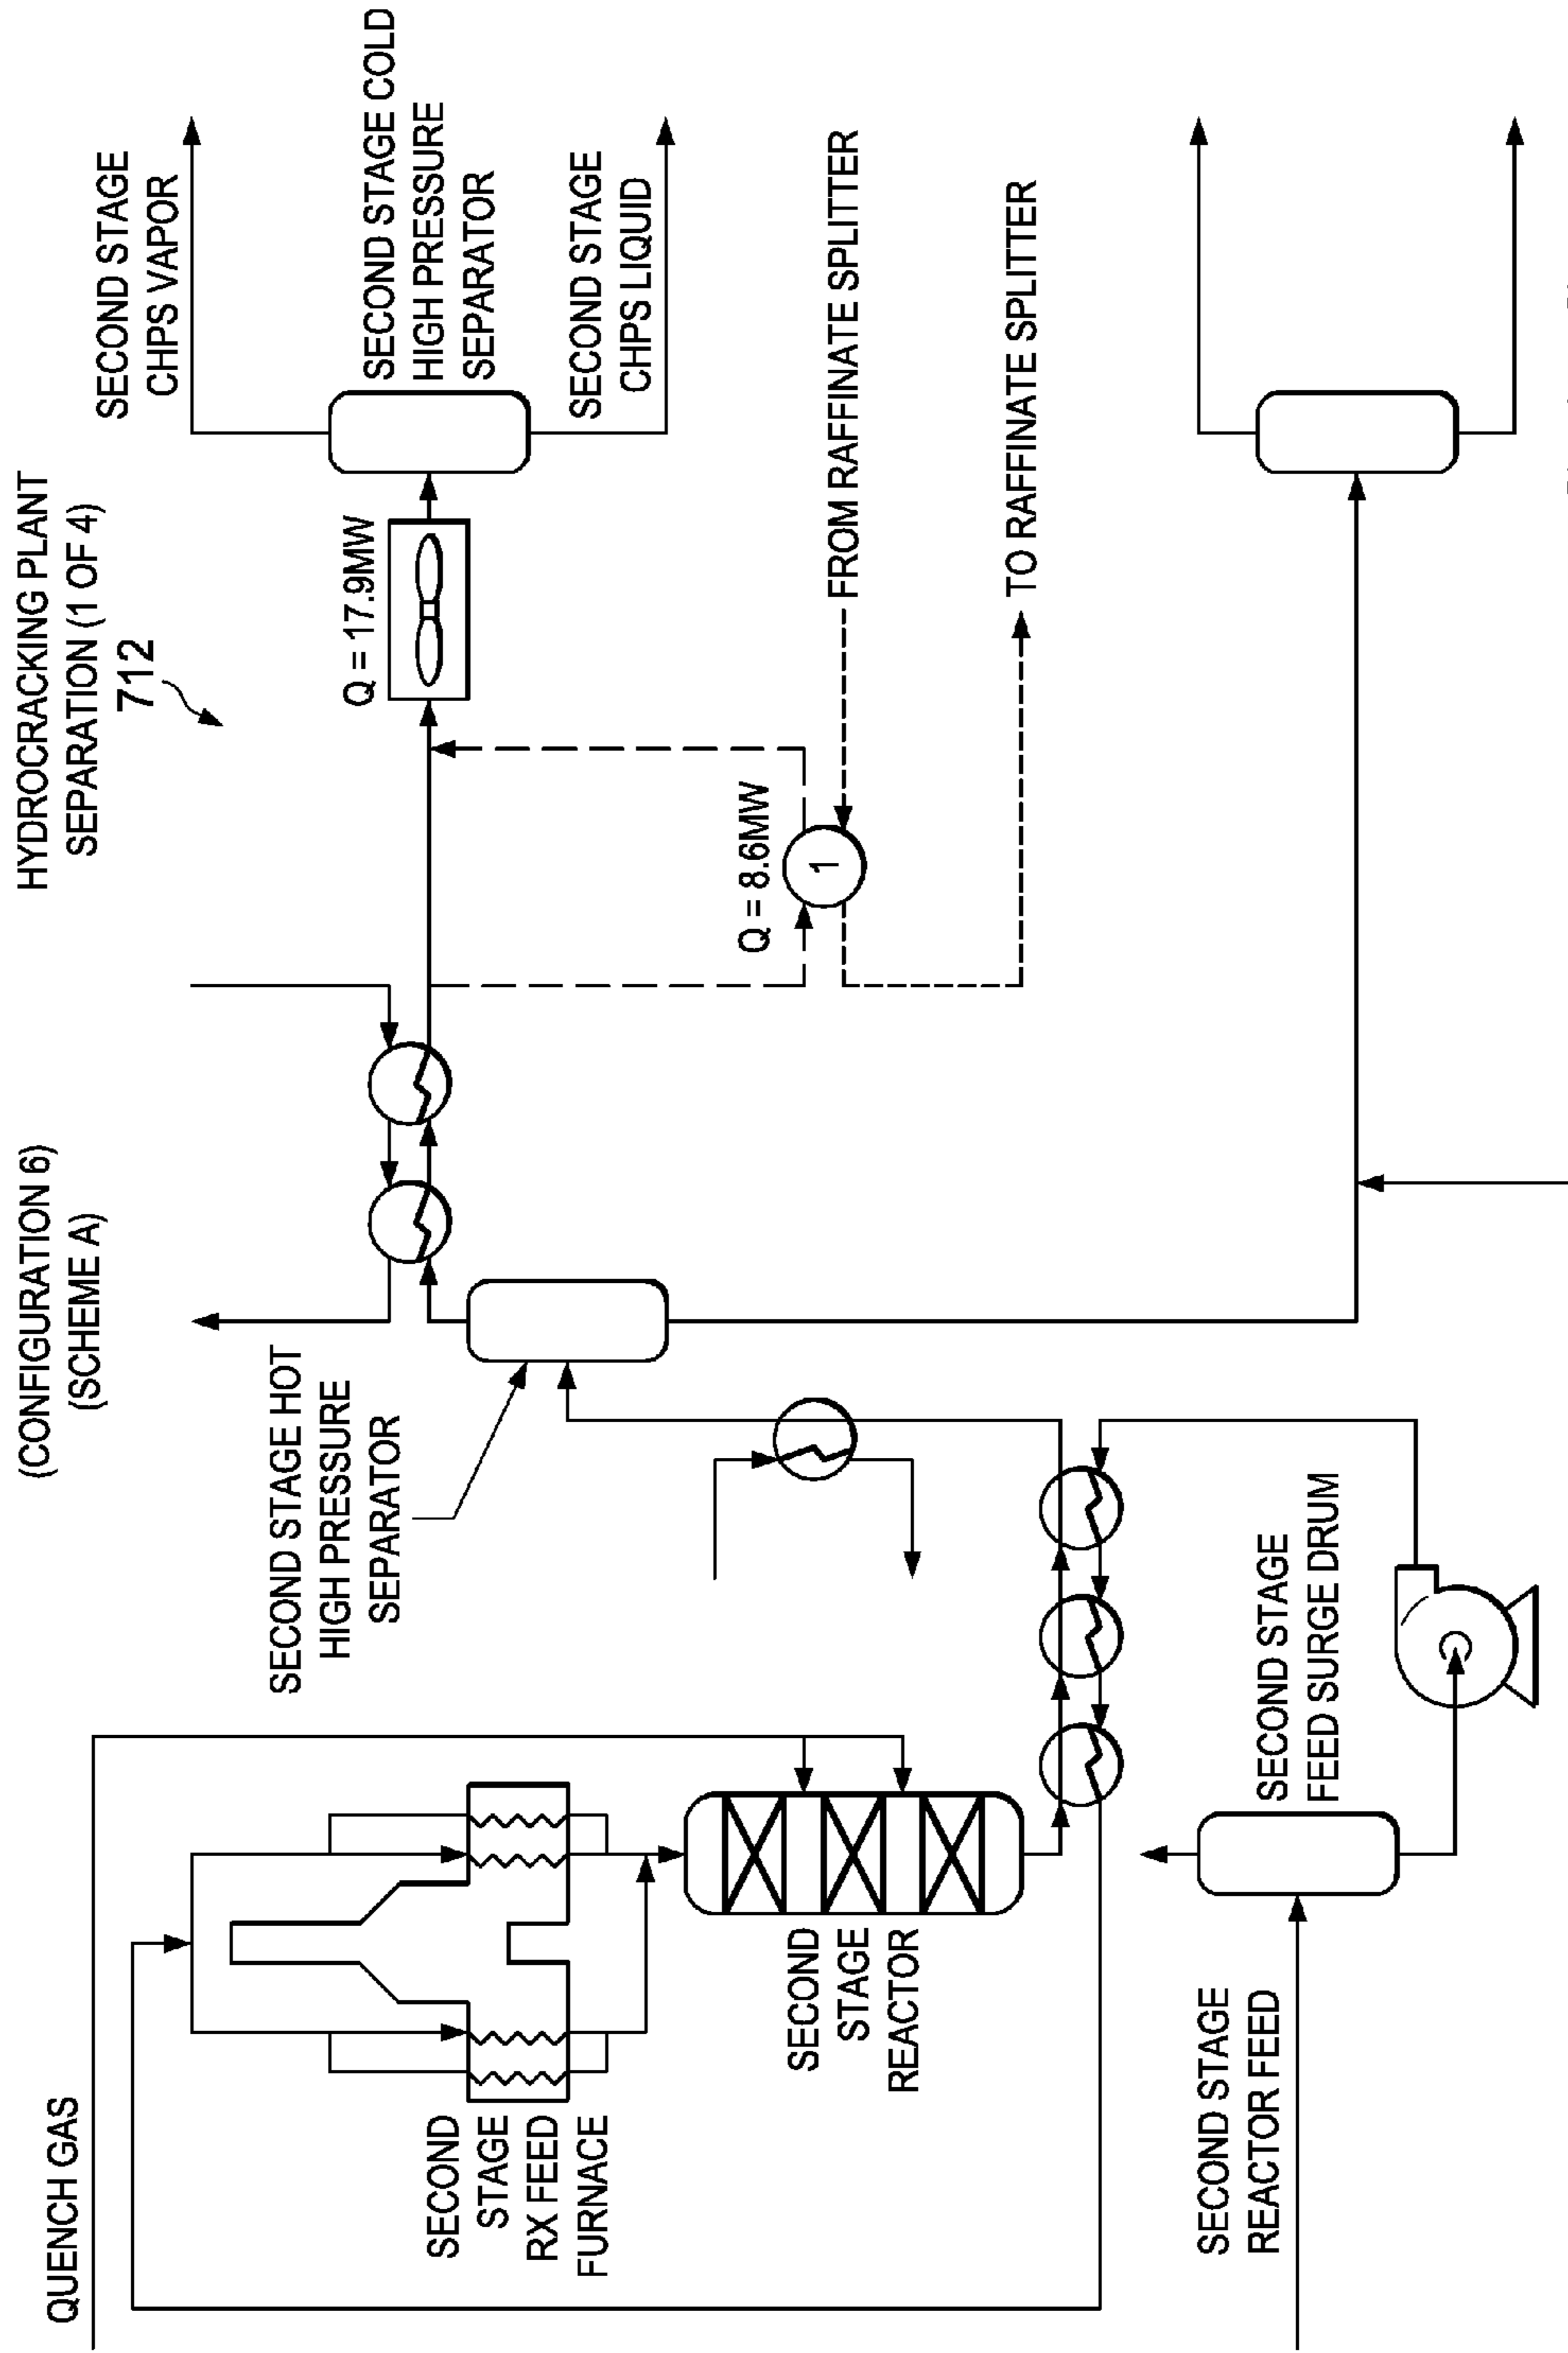 HYDROCRACKING PLANT
SEPARATION (1 OF 4)
712
(CONFIGURATION 6)
(SCHEME A)
QUENCH GAS
SECOND
STAGE
RX FEED
FURNACE
SECOND
STAGE
REACTOR
SECOND STAGE
REACTOR FEED
SECOND STAGE
FEED SURGE DRUM
SECOND STAGE HOT
HIGH PRESSURE
SEPARATOR
Q = 8.6MW
1
Q = 17.9MW
FROM RAFFINATE SPLITTER
TO RAFFINATE SPLITTER
SECOND STAGE
CHPS VAPOR
SECOND STAGE COLD
HIGH PRESSURE
SEPARATOR
SECOND STAGE
CHPS LIQUID